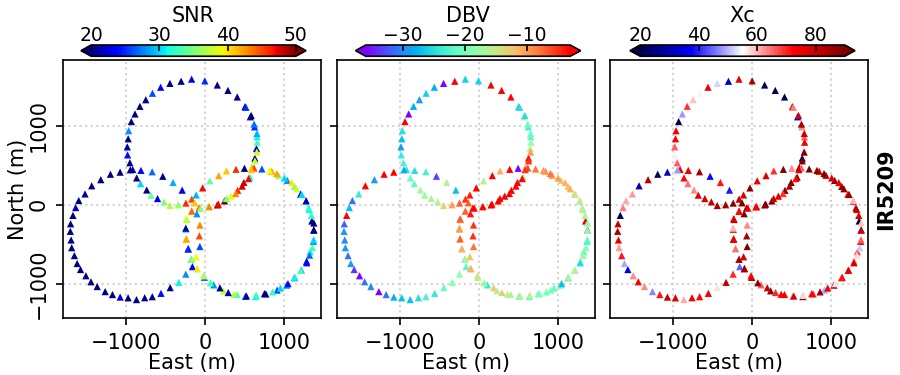 SNR DBV Xc
20 30 40 50 −30 −20 −10 20 40 60 80
North (m)
1000
0
−1000
−1000 0 1000 −1000 0 1000 −1000 0 1000
East (m) East (m) East (m)
IR5209